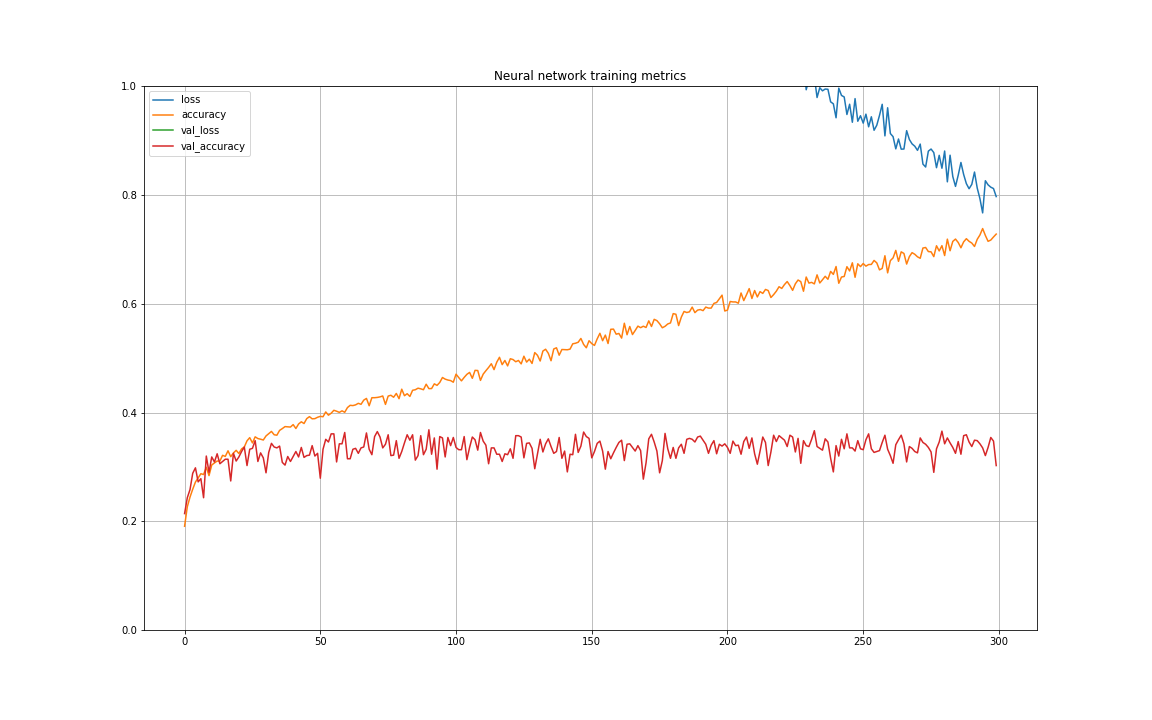 Neural network training metrics
loss
accuracy
val_loss
val_accuracy
1.0
0.8
0.6
0.4
0.2
0.0
0 50 100 150 200 250 300